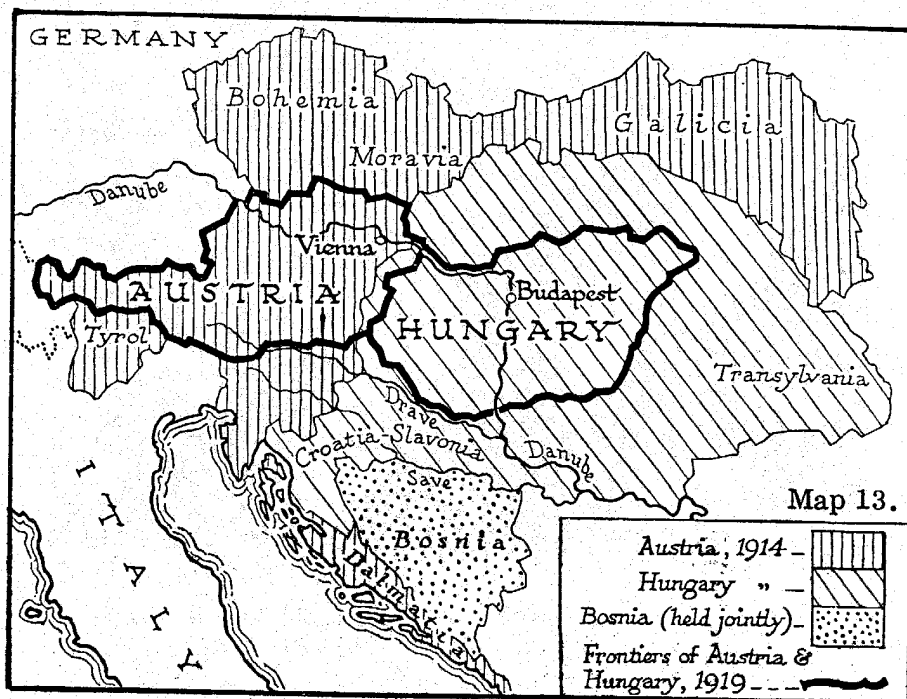 GERMANY
Bohemia
Galicia
Moravia
Danube
Vienna
AUSTRIA
Budapest
HUNGARY
Tyrol
Transylvania
Drave
Croatia-Slavonia
Danube
Save
ITALY
Bosnia
Dalmatia
Map 13.
Austria, 1914
Hungary "
Bosnia (held jointly)
Frontiers of Austria &
Hungary, 1919